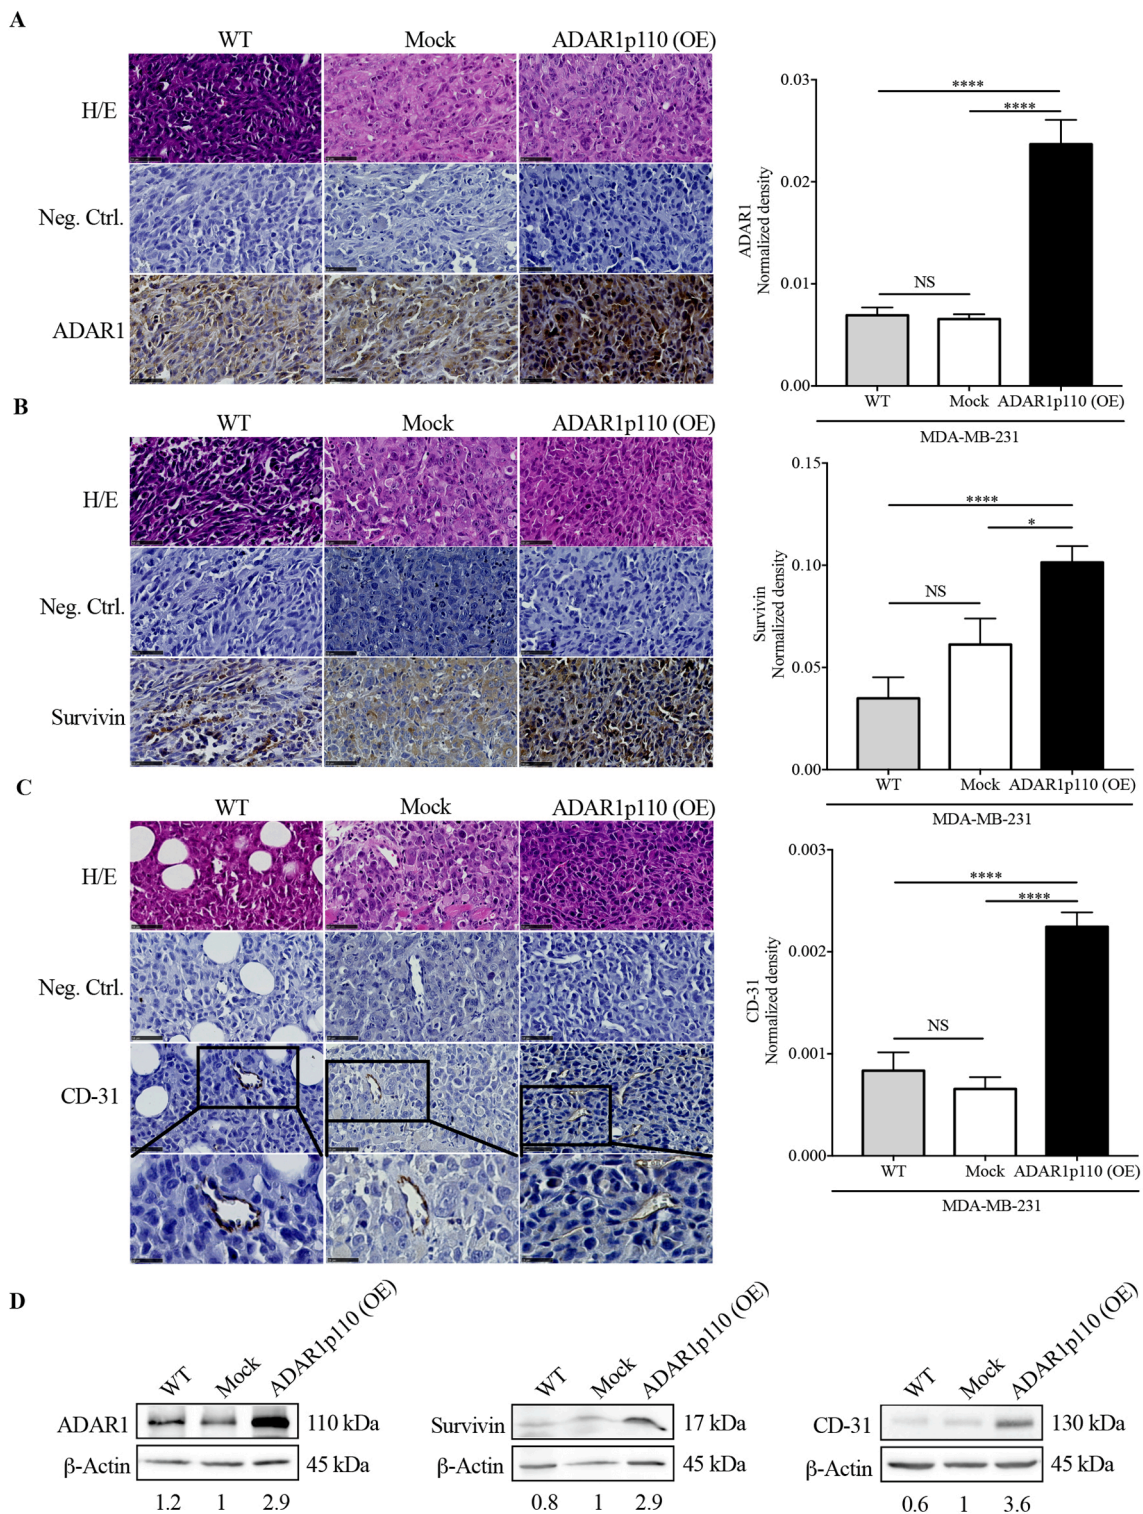 A
WT Mock ADAR1p110 (OE)
H/E
Neg. Ctrl.
ADAR1
0.03
0.02
0.01
0.00
ADAR1
Normalized density
****
****
NS
WT Mock ADAR1p110 (OE)
MDA-MB-231
B
WT Mock ADAR1p110 (OE)
H/E
Neg. Ctrl.
Survivin
0.15
0.10
0.05
0.00
Survivin
Normalized density
****
*
NS
WT Mock ADAR1p110 (OE)
MDA-MB-231
C
WT Mock ADAR1p110 (OE)
H/E
Neg. Ctrl.
CD-31
0.003
0.002
0.001
0.000
CD-31
Normalized density
****
****
NS
WT Mock ADAR1p110 (OE)
MDA-MB-231
D
WT Mock ADAR1p110 (OE)
ADAR1 110 kDa
β-Actin 45 kDa
1.2 1 2.9
WT Mock ADAR1p110 (OE)
Survivin 17 kDa
β-Actin 45 kDa
0.8 1 2.9
WT Mock ADAR1p110 (OE)
CD-31 130 kDa
β-Actin 45 kDa
0.6 1 3.6